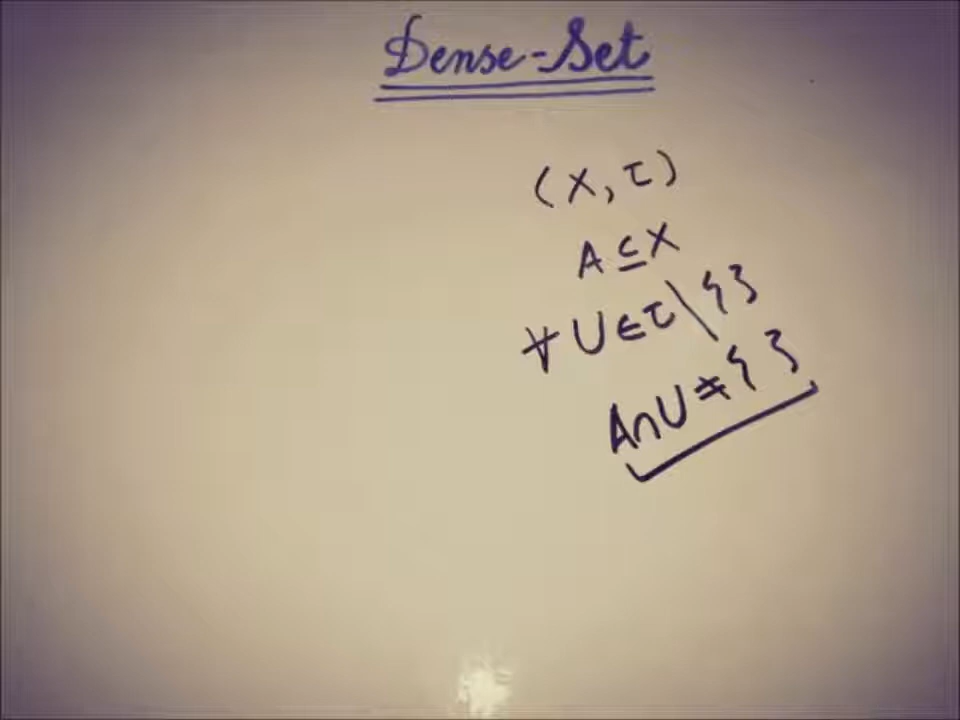 Dense-Set
(X, τ)
A ⊆ X
∀ U ∈ τ \ { }
A ∩ U ≠ { }